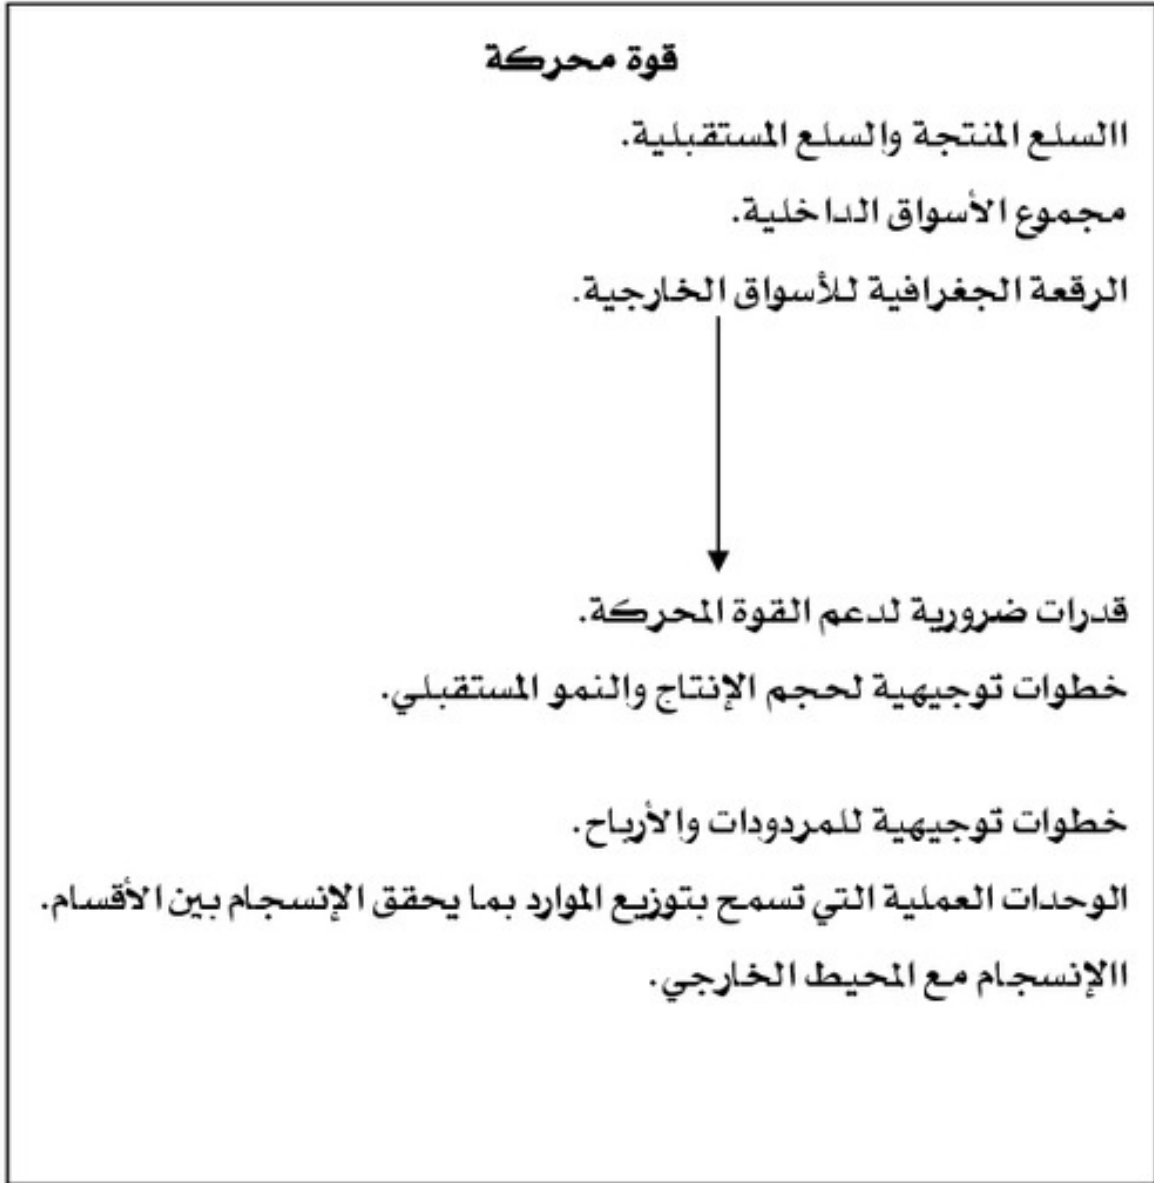 قوة محركة
االسلع المنتجة والسلع المستقبلية.
مجموع الأسواق الداخلية.
الرقعة الجغرافية للأسواق الخارجية.
قدرات ضرورية لدعم القوة المحركة.
خطوات توجيهية لحجم الإنتاج والنمو المستقبلي.
خطوات توجيهية للمردودات والأرباح.
الوحدات العملية التي تسمح بتوزيع الموارد بما يحقق الإنسجام بين الأقسام.
االإنسجام مع المحيط الخارجي.